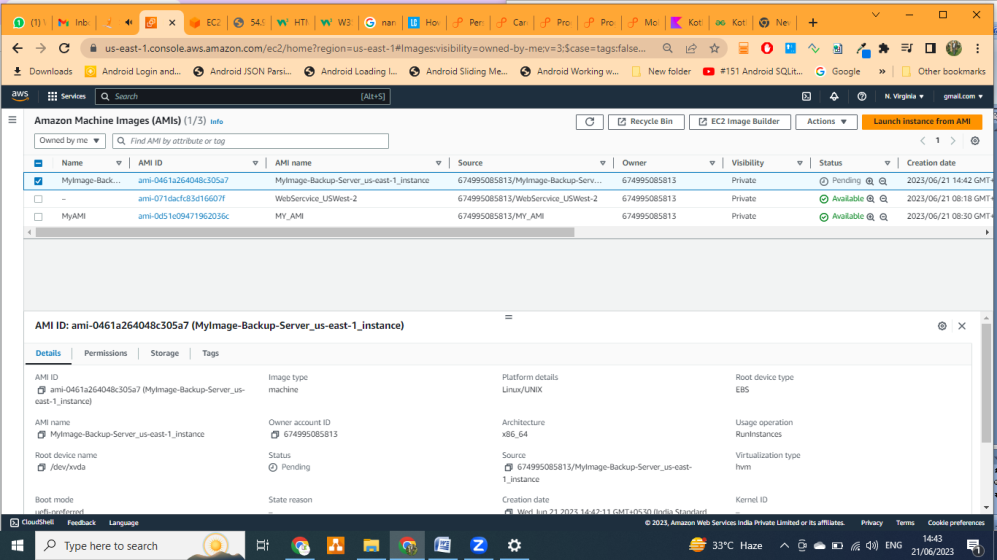 (1) 1
Inb
EC2
54.9
HTM
W3S
nan
Hov
Per
Car
Pro
Pro
Mol
Kotl
Kotl
Nev
us-east-1.console.aws.amazon.com/ec2/home?region=us-east-1#Images:visibility=owned-by-me;v=3;$case=tags:false...
Downloads
Android Login and...
Android JSON Parsi...
Android Loading I...
Android Sliding Me...
Android Working w...
New folder
#151 Android SQLit...
Google
»
Other bookmarks
aws
Services
Search
[Alt+S]
N. Virginia
gmail.com
Amazon Machine Images (AMIs) (1/3) Info
Recycle Bin
EC2 Image Builder
Actions
Launch instance from AMI
Owned by me
Find AMI by attribute or tag
1
Name AMI ID AMI name Source Owner Visibility Status Creation date
MyImage-Back... ami-0461a264048c305a7 MyImage-Backup-Server_us-east-1_instance 674995085813/MyImage-Backup-Serv... 674995085813 Private Pending 2023/06/21 14:42 GMT+
– ami-071dacfc83d16607f WebSercvice_USWest-2 674995085813/WebSercvice_USWest-2 674995085813 Private Available 2023/06/21 08:18 GMT+
MyAMI ami-0d51e09471962036c MY_AMI 674995085813/MY_AMI 674995085813 Private Available 2023/06/21 08:30 GMT+
AMI ID: ami-0461a264048c305a7 (MyImage-Backup-Server_us-east-1_instance)
Details
Permissions
Storage
Tags
AMI ID
ami-0461a264048c305a7 (MyImage-Backup-Server_us-
east-1_instance)
Image type
machine
Platform details
Linux/UNIX
Root device type
EBS
AMI name
MyImage-Backup-Server_us-east-1_instance
Owner account ID
674995085813
Architecture
x86_64
Usage operation
RunInstances
Root device name
/dev/xvda
Status
Pending
Source
674995085813/MyImage-Backup-Server_us-east-
1_instance
Virtualization type
hvm
Boot mode
uefi-preferred
State reason
–
Creation date
Wed Jun 21 2023 14:42:11 GMT+0530 (India Standard
Kernel ID
–
CloudShell
Feedback
Language
© 2023, Amazon Web Services India Private Limited or its affiliates.
Privacy
Terms
Cookie preferences
Type here to search
33°C Haze
ENG
14:43
21/06/2023
1